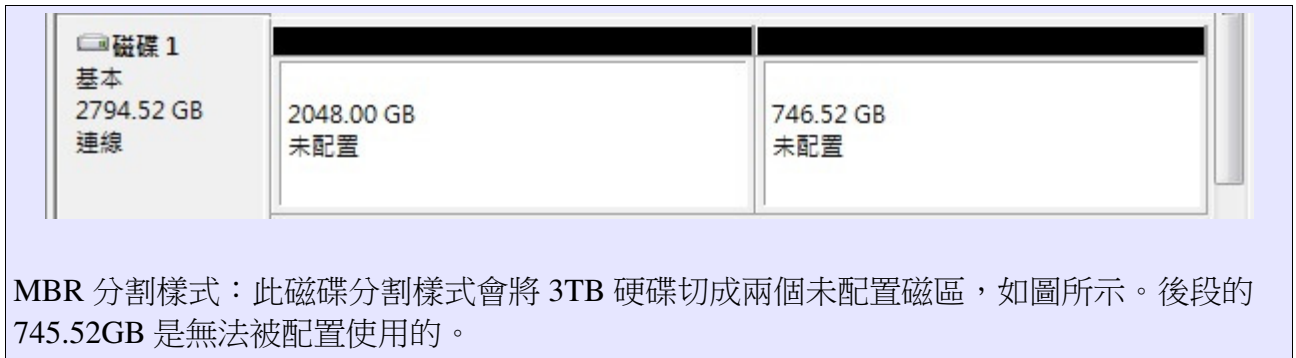 磁碟 1
基本
2794.52 GB
連線
2048.00 GB
未配置
746.52 GB
未配置
MBR 分割樣式：此磁碟分割樣式會將 3TB 硬碟切成兩個未配置磁區，如圖所示。後段的
745.52GB 是無法被配置使用的。